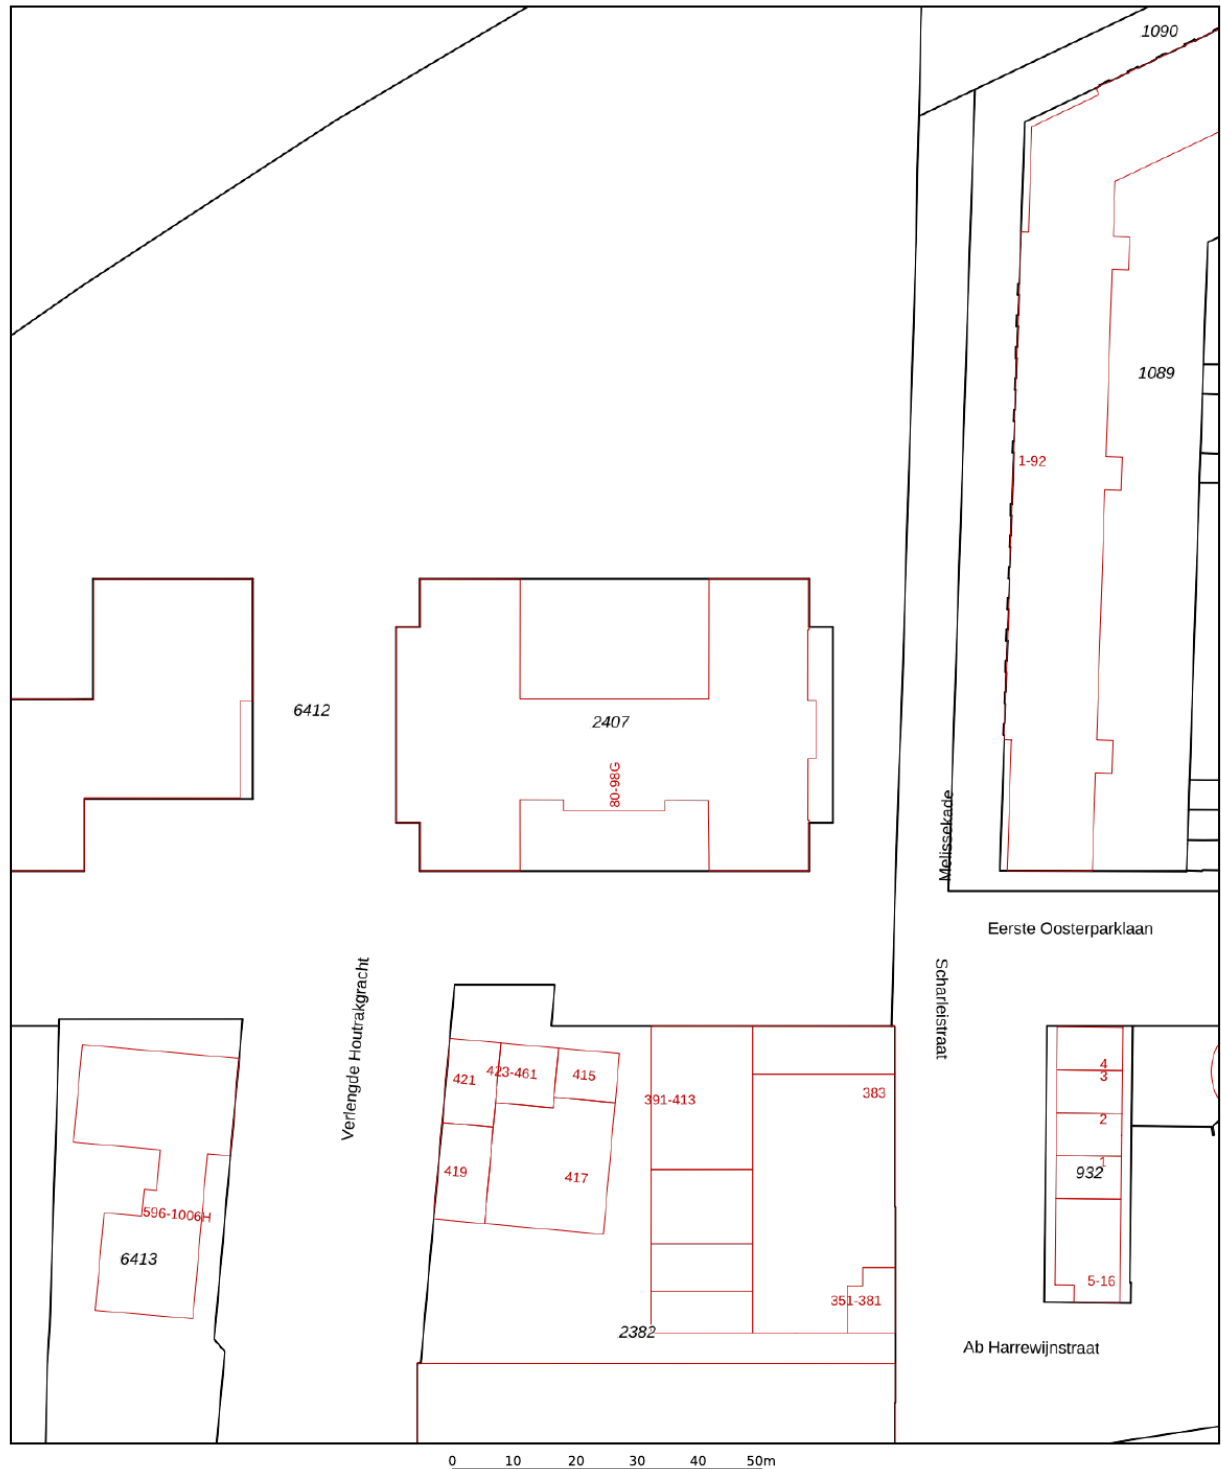 1090
1089
1-92
6412
2407
80-98G
Melissekade
Eerste Oosterparklaan
Verlengde Houtrakgracht
Scharleistraat
421
423-461
415
391-413
383
4
3
2
1
932
419
417
596-1006H
6413
5-16
351-381
2382
Ab Harrewijnstraat
0 10 20 30 40 50m